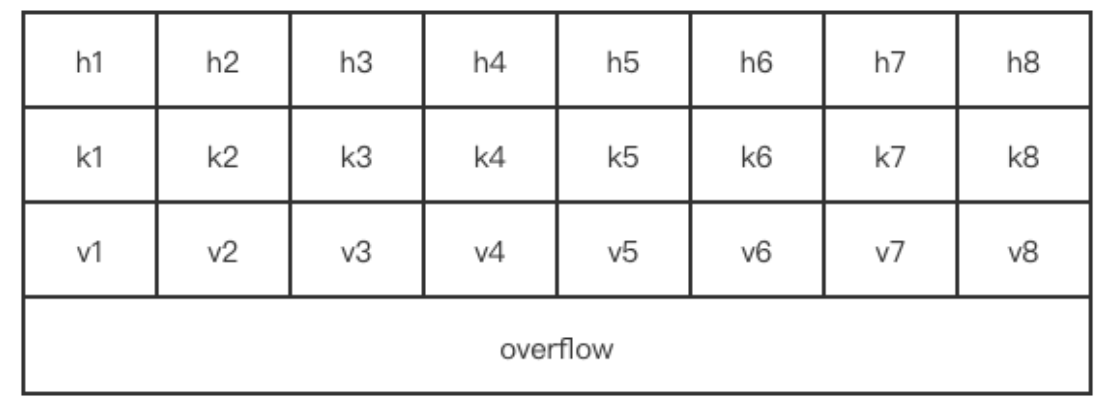 h1 h2 h3 h4 h5 h6 h7 h8
k1 k2 k3 k4 k5 k6 k7 k8
v1 v2 v3 v4 v5 v6 v7 v8
overflow